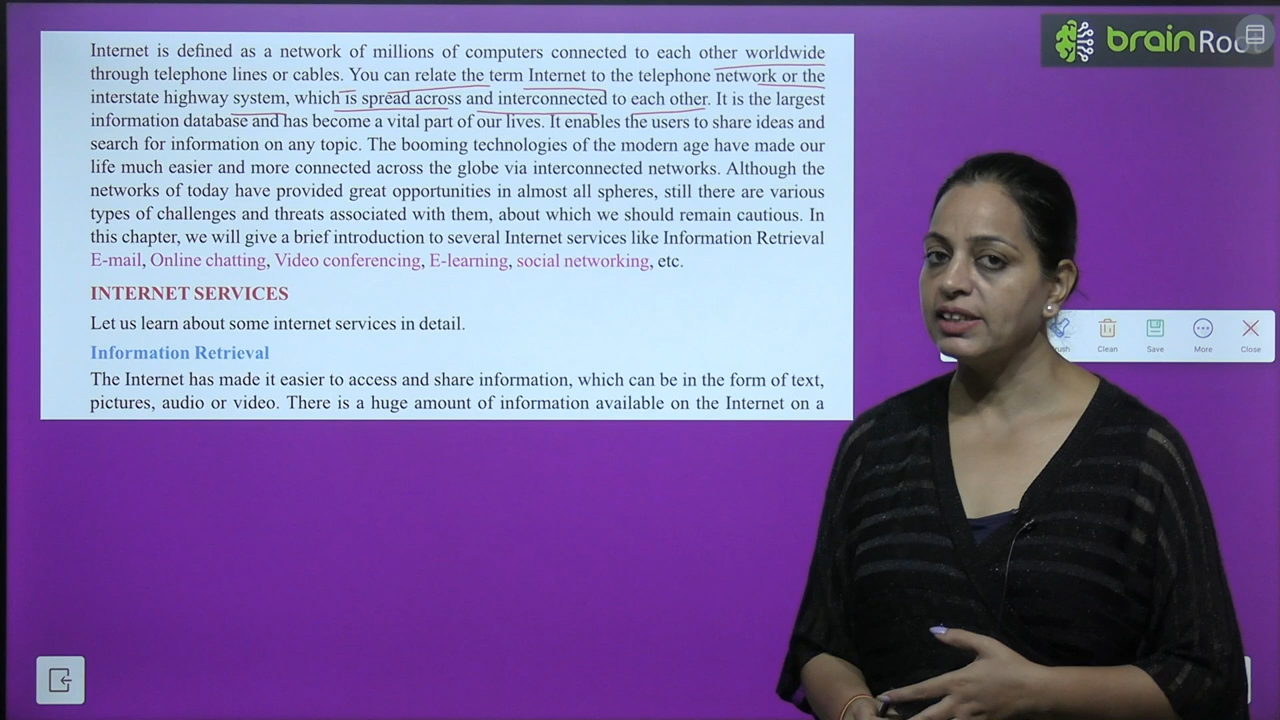 brainRoot
Internet is defined as a network of millions of computers connected to each other worldwide
through telephone lines or cables. You can relate the term Internet to the telephone network or the
interstate highway system, which is spread across and interconnected to each other. It is the largest
information database and has become a vital part of our lives. It enables the users to share ideas and
search for information on any topic. The booming technologies of the modern age have made our
life much easier and more connected across the globe via interconnected networks. Although the
networks of today have provided great opportunities in almost all spheres, still there are various
types of challenges and threats associated with them, about which we should remain cautious. In
this chapter, we will give a brief introduction to several Internet services like Information Retrieval
E-mail, Online chatting, Video conferencing, E-learning, social networking, etc.
INTERNET SERVICES
Let us learn about some internet services in detail.
Information Retrieval
The Internet has made it easier to access and share information, which can be in the form of text,
pictures, audio or video. There is a huge amount of information available on the Internet on a
Clean Save More Close